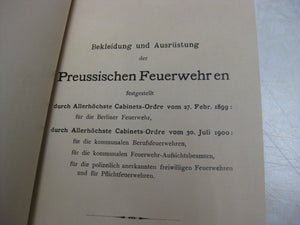 Bekleidung und Ausrüstung
der
Preussischen Feuerwehren
festgestellt
durch Allerhöchste Cabinets-Ordre vom 27. Febr. 1899:
für die Berliner Feuerwehr,
durch Allerhöchste Cabinets-Ordre vom 30. Juli 1900:
für die kommunalen Berufsfeuerwehren,
für die kommunalen Feuerwehr-Aufsichtsbeamten,
für die polizeilich anerkannten freiwilligen Feuerwehren
und für Pflichtfeuerwehren.